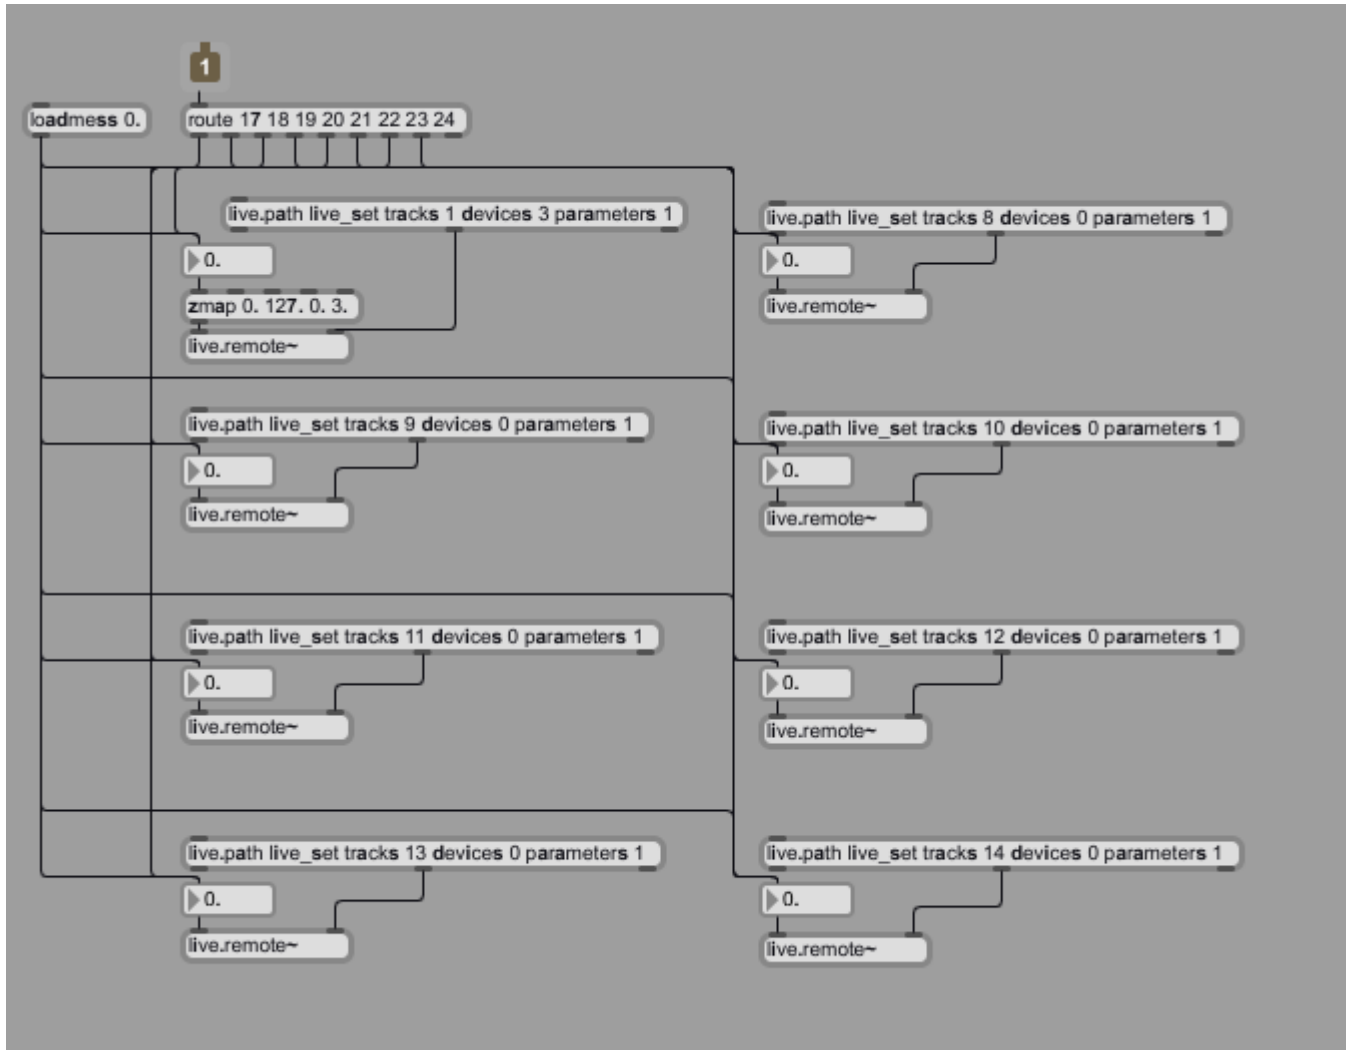 1
loadmess 0.
route 17 18 19 20 21 22 23 24
live.path live_set tracks 1 devices 3 parameters 1
live.path live_set tracks 8 devices 0 parameters 1
0.
0.
zmap 0. 127. 0. 3.
live.remote~
live.remote~
live.path live_set tracks 9 devices 0 parameters 1
live.path live_set tracks 10 devices 0 parameters 1
0.
0.
live.remote~
live.remote~
live.path live_set tracks 11 devices 0 parameters 1
live.path live_set tracks 12 devices 0 parameters 1
0.
0.
live.remote~
live.remote~
live.path live_set tracks 13 devices 0 parameters 1
live.path live_set tracks 14 devices 0 parameters 1
0.
0.
live.remote~
live.remote~